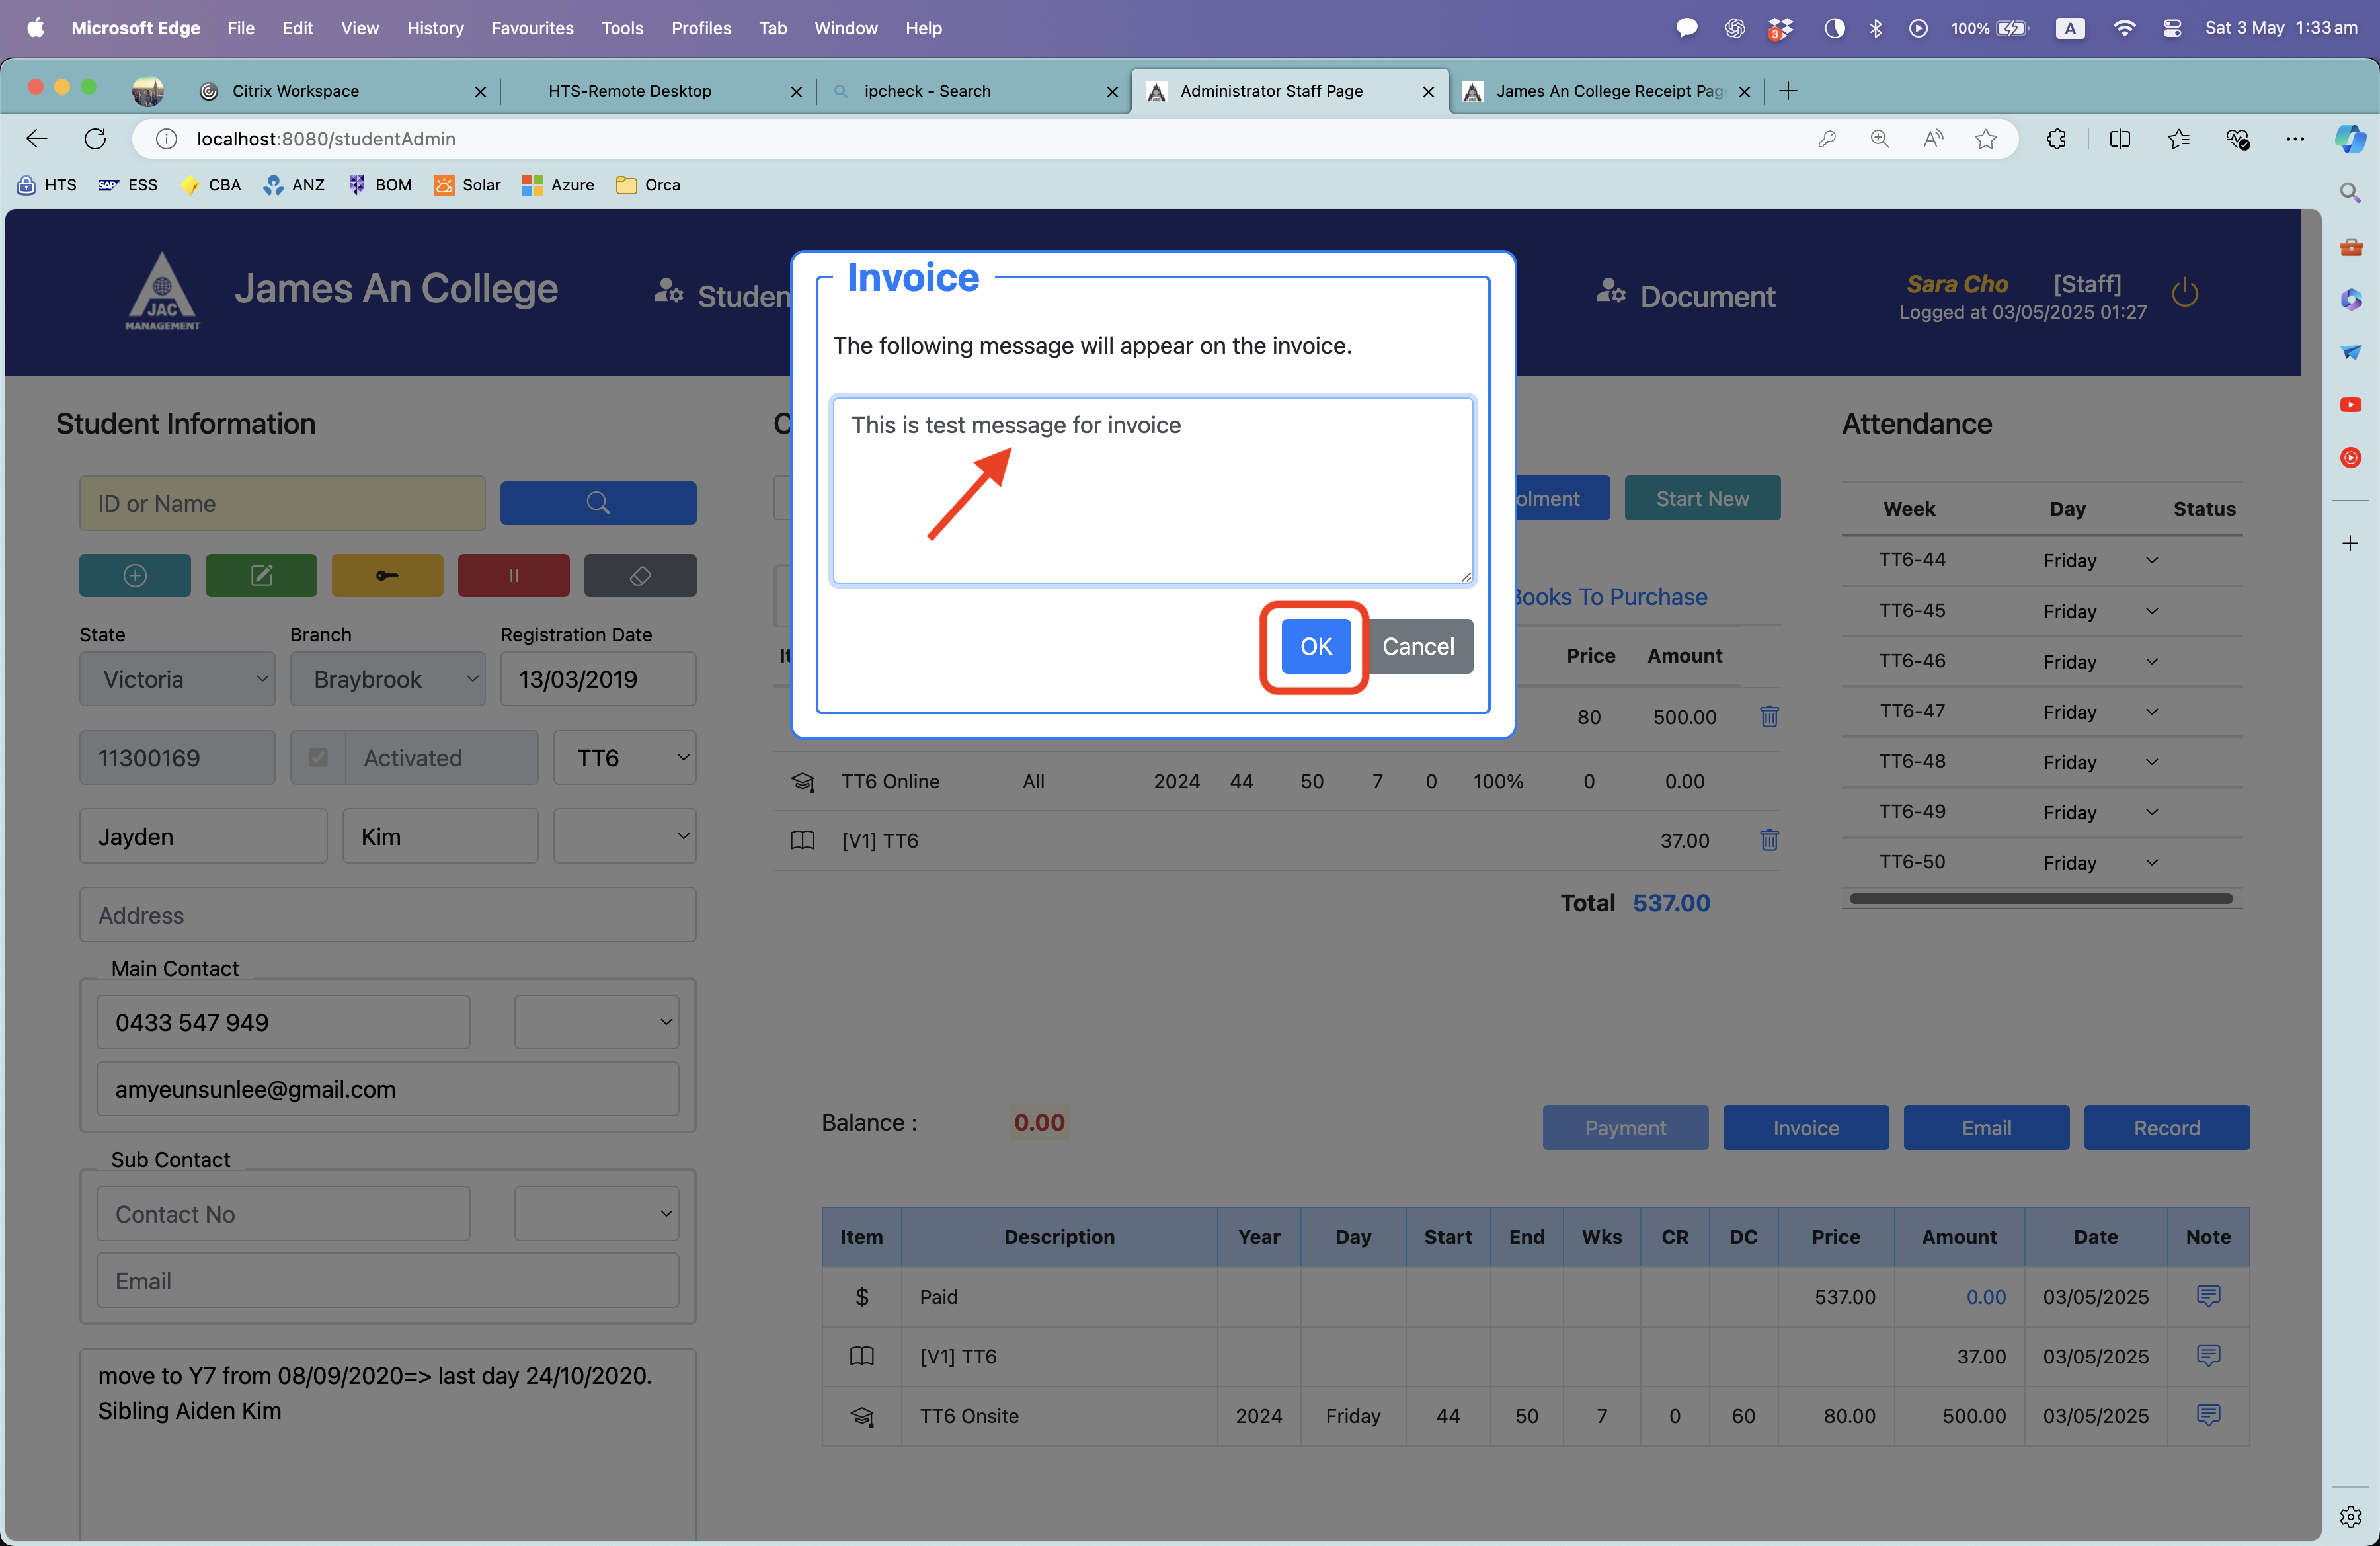 Microsoft Edge File Edit View History Favourites Tools Profiles Tab Window Help 3 100% A Sat 3 May 1:33 am
Citrix Workspace HTS-Remote Desktop ipcheck - Search Administrator Staff Page James An College Receipt Pag
localhost:8080/studentAdmin
HTS SAP ESS CBA ANZ BOM Solar Azure Orca
JAC
MANAGEMENT
James An College
Studen
Document
Sara Cho [Staff]
Logged at 03/05/2025 01:27
Invoice
The following message will appear on the invoice.
This is test message for invoice
OK Cancel
Student Information
ID or Name
State Branch Registration Date
Victoria Braybrook 13/03/2019
11300169 Activated TT6
Jayden Kim
Address
Main Contact
0433 547 949
amyeunsunlee@gmail.com
Sub Contact
Contact No
Email
move to Y7 from 08/09/2020=> last day 24/10/2020.
Sibling Aiden Kim
olment Start New
Books To Purchase
Price Amount
80 500.00
TT6 Online All 2024 44 50 7 0 100% 0 0.00
[V1] TT6 37.00
Total 537.00
Attendance
Week Day Status
TT6-44 Friday
TT6-45 Friday
TT6-46 Friday
TT6-47 Friday
TT6-48 Friday
TT6-49 Friday
TT6-50 Friday
Balance : 0.00
Payment Invoice Email Record
Item Description Year Day Start End Wks CR DC Price Amount Date Note
$ Paid 537.00 0.00 03/05/2025
[V1] TT6 37.00 03/05/2025
TT6 Onsite 2024 Friday 44 50 7 0 60 80.00 500.00 03/05/2025